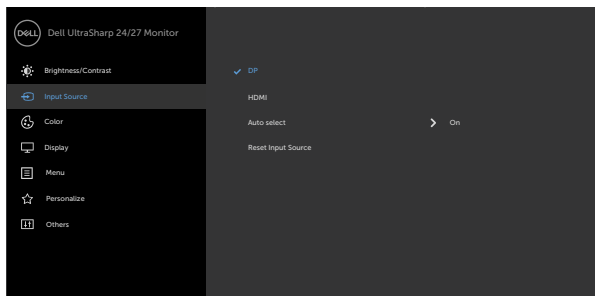 DELL Dell UltraSharp 24/27 Monitor
Brightness/Contrast
DP
Input Source
HDMI
Color
Auto select On
Display
Reset Input Source
Menu
Personalize
Others